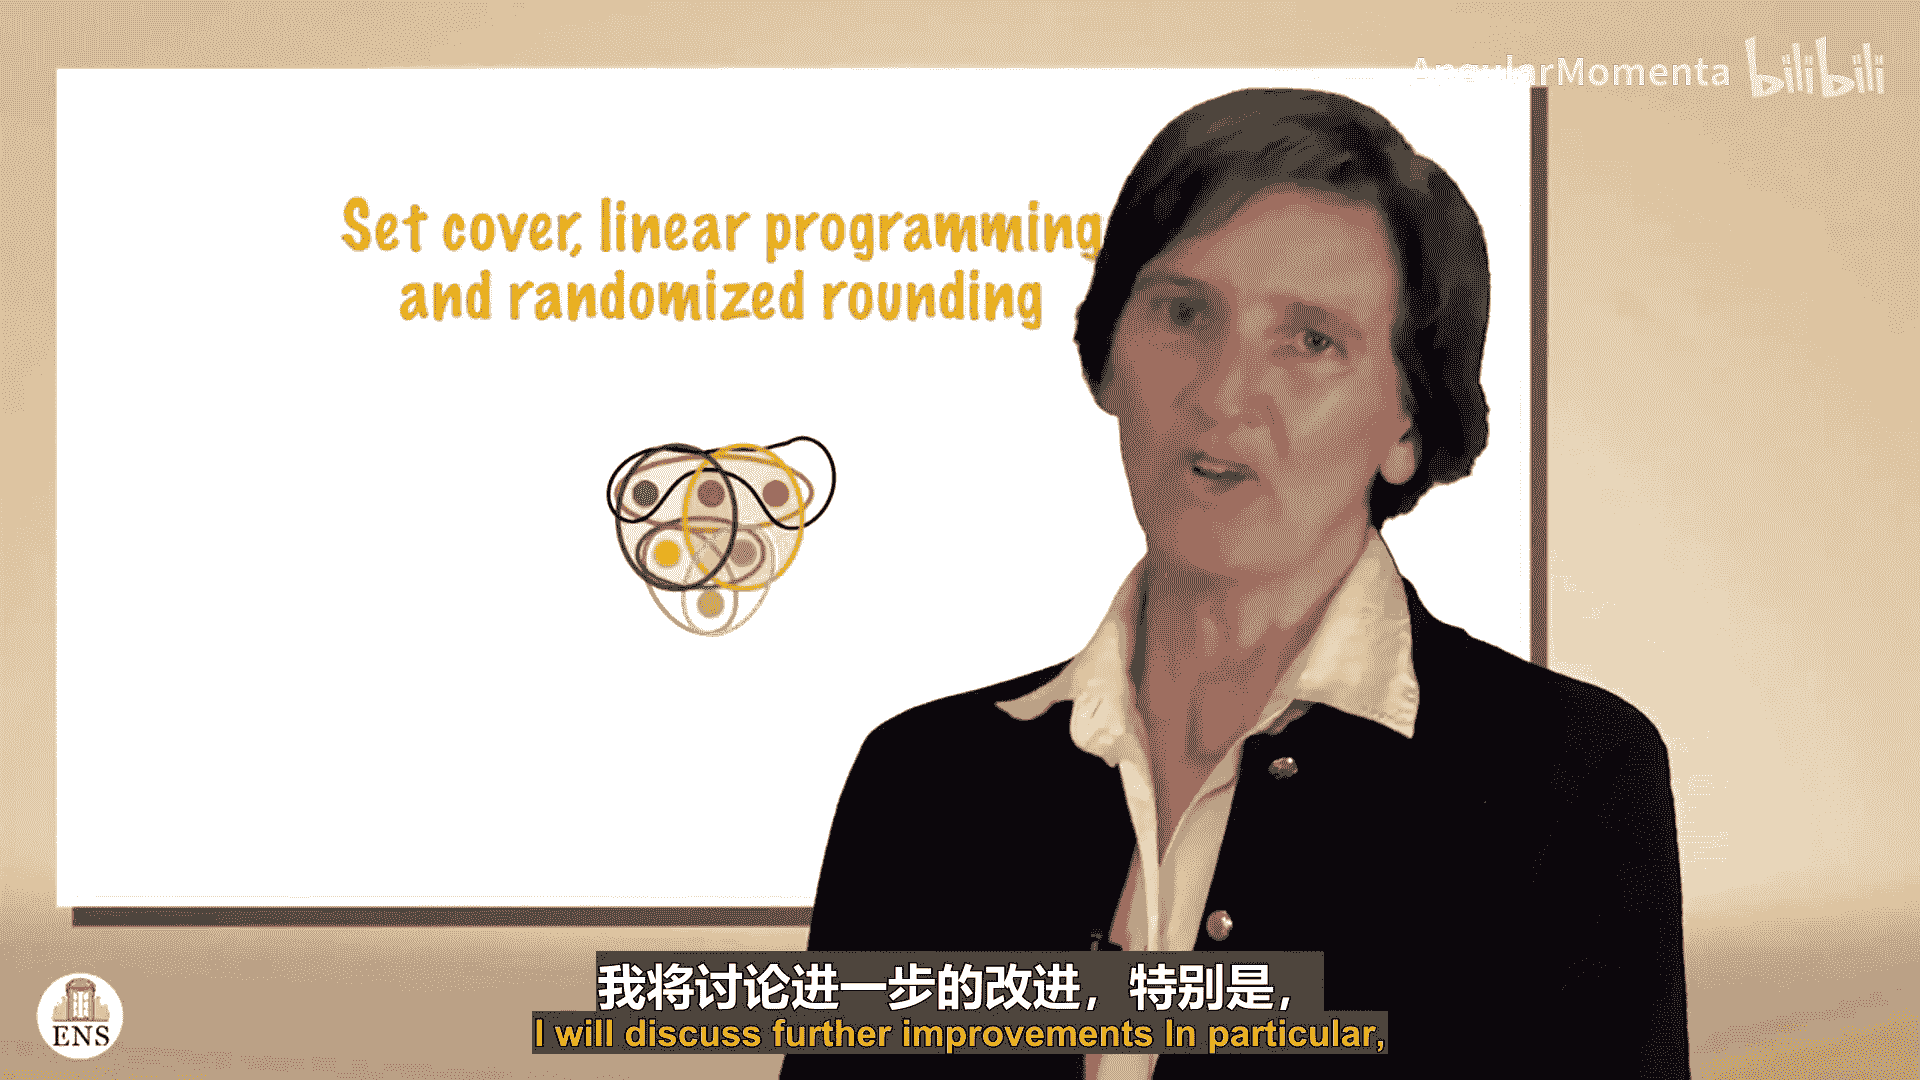 AngularMomenta bilibili
Set cover, linear programming
and randomized rounding
我将讨论进一步的改进，特别是，
I will discuss further improvements In particular,
ENS